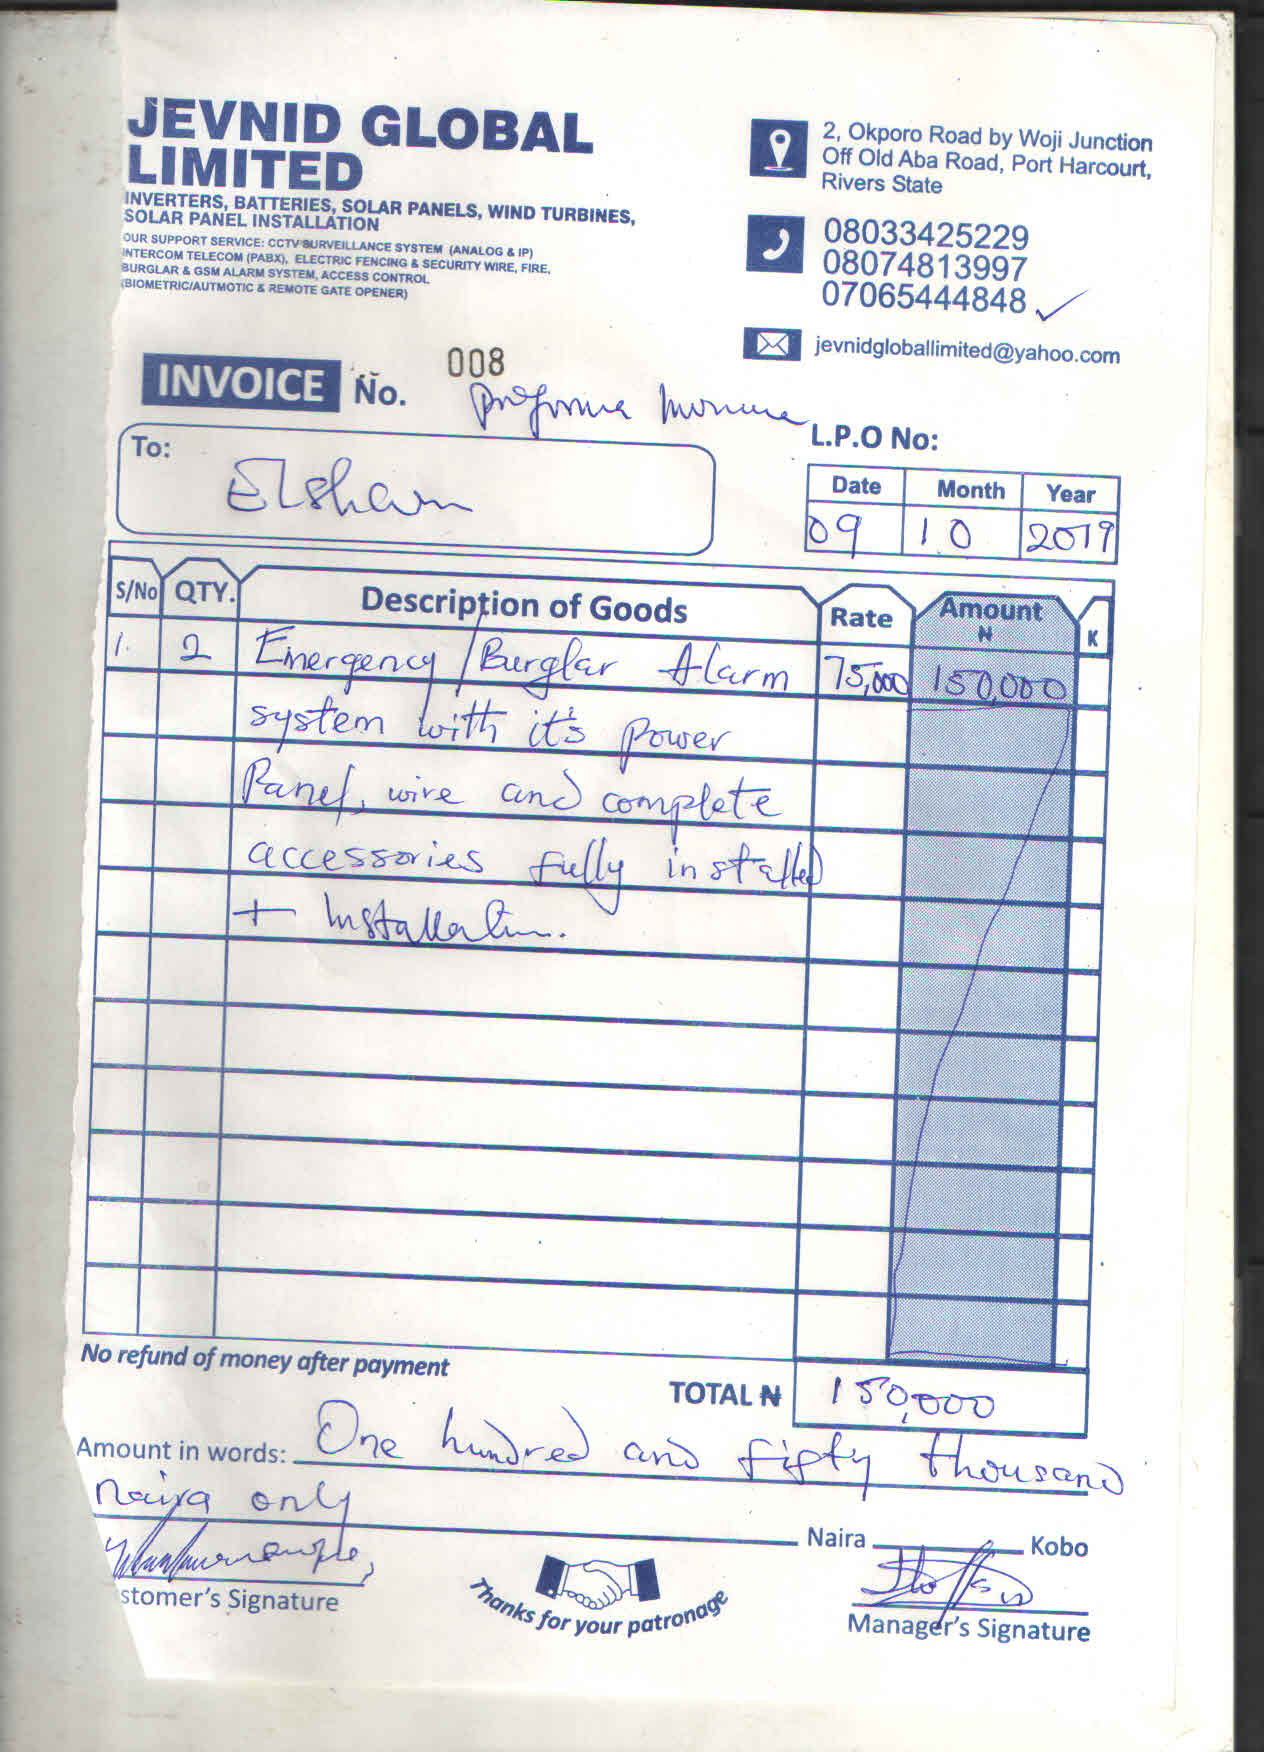 JEVNID GLOBAL
LIMITED
INVERTERS, BATTERIES, SOLAR PANELS, WIND TURBINES,
SOLAR PANEL INSTALLATION
OUR SUPPORT SERVICE: CCTV SURVEILLANCE SYSTEM (ANALOG & IP)
INTERCOM TELECOM (PABX), ELECTRIC FENCING & SECURITY WIRE, FIRE,
BURGLAR & GSM ALARM SYSTEM, ACCESS CONTROL
(BIOMETRIC/AUTMOTIC & REMOTE GATE OPENER)
2, Okporo Road by Woji Junction
Off Old Aba Road, Port Harcourt,
Rivers State
08033425229
08074813997
07065444848
jevnidgloballimited@yahoo.com
INVOICE No. 008
proforma Invoice
To: Elsham
L.P.O No:
Date Month Year
09 10 2019
S/No QTY. Description of Goods Rate Amount ₦ K
1. 2 Emergency/Burglar Alarm 75,000 150,000
system with it's power
Panel, wire and complete
accessories fully installed
+ Installation.
No refund of money after payment
TOTAL ₦ 150,000
Amount in words: One hundred and fifty thousand
naira only
Naira Kobo
stomer's Signature
Thanks for your patronage
Manager's Signature